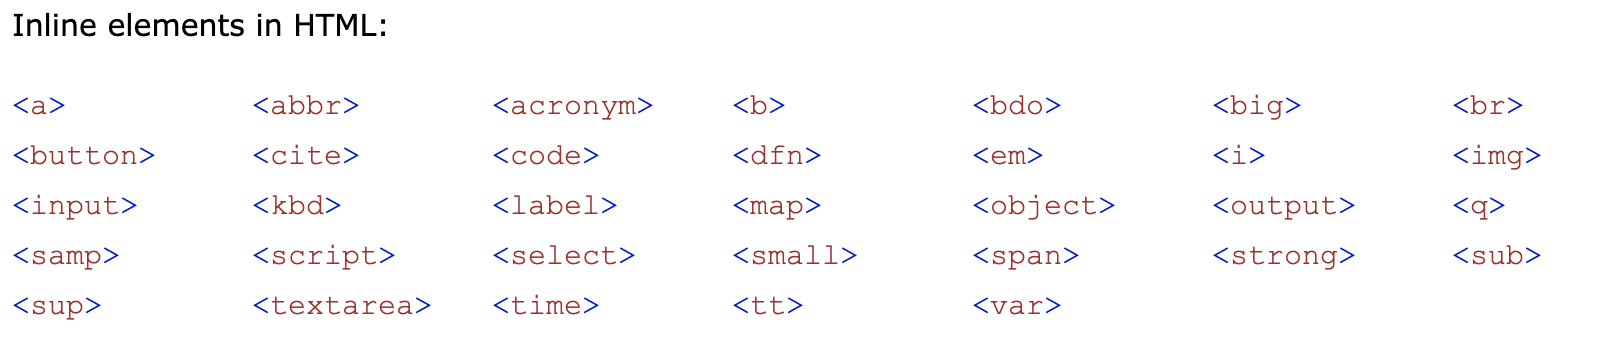 Inline elements in HTML:
<a> <abbr> <acronym> <b> <bdo> <big> <br>
<button> <cite> <code> <dfn> <em> <i> <img>
<input> <kbd> <label> <map> <object> <output> <q>
<samp> <script> <select> <small> <span> <strong> <sub>
<sup> <textarea> <time> <tt> <var>